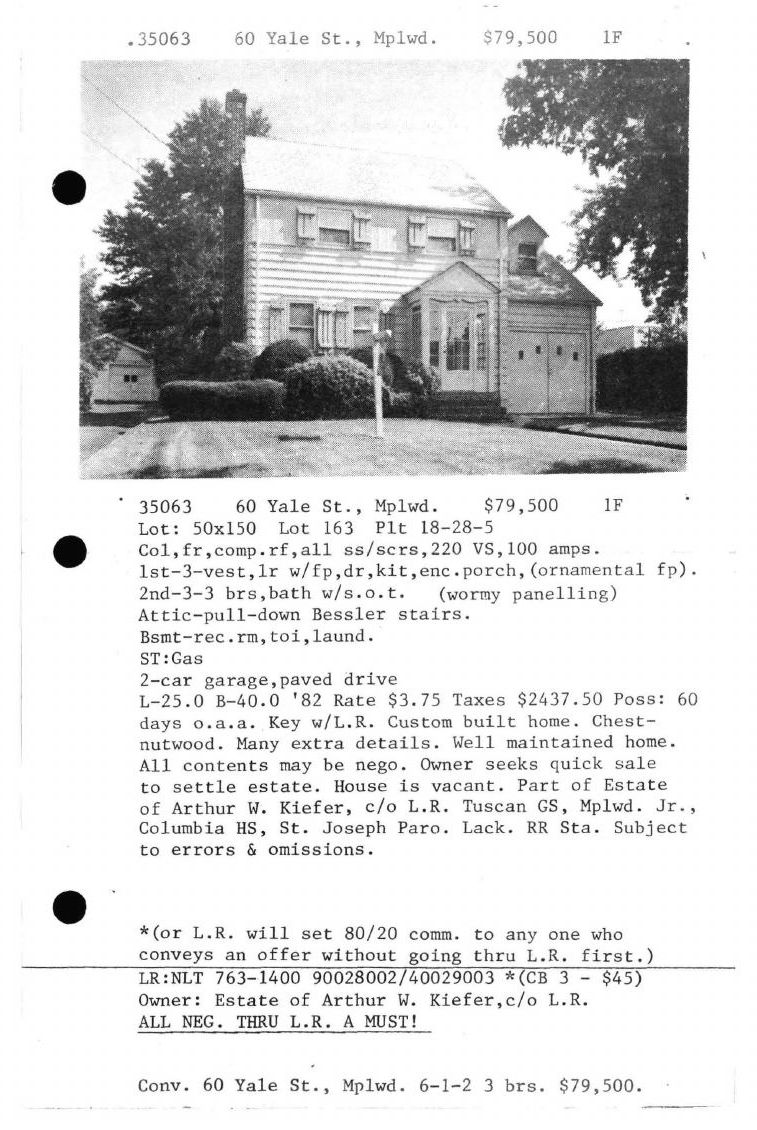 .35063 60 Yale St., Mplwd. $79,500 1F
35063 60 Yale St., Mplwd. $79,500 1F
Lot: 50x150 Lot 163 Plt 18-28-5
Col,fr,comp.rf,all ss/scrs,220 VS,100 amps.
1st-3-vest,lr w/fp,dr,kit,enc.porch,(ornamental fp).
2nd-3-3 brs,bath w/s.o.t. (wormy panelling)
Attic-pull-down Bessler stairs.
Bsmt-rec.rm,toi,laund.
ST:Gas
2-car garage,paved drive
L-25.0 B-40.0 '82 Rate $3.75 Taxes $2437.50 Poss: 60
days o.a.a. Key w/L.R. Custom built home. Chest-
nutwood. Many extra details. Well maintained home.
All contents may be nego. Owner seeks quick sale
to settle estate. House is vacant. Part of Estate
of Arthur W. Kiefer, c/o L.R. Tuscan GS, Mplwd. Jr.,
Columbia HS, St. Joseph Paro. Lack. RR Sta. Subject
to errors & omissions.
*(or L.R. will set 80/20 comm. to any one who
conveys an offer without going thru L.R. first.)
LR:NLT 763-1400 90028002/40029003 *(CB 3 - $45)
Owner: Estate of Arthur W. Kiefer,c/o L.R.
ALL NEG. THRU L.R. A MUST!
Conv. 60 Yale St., Mplwd. 6-1-2 3 brs. $79,500.